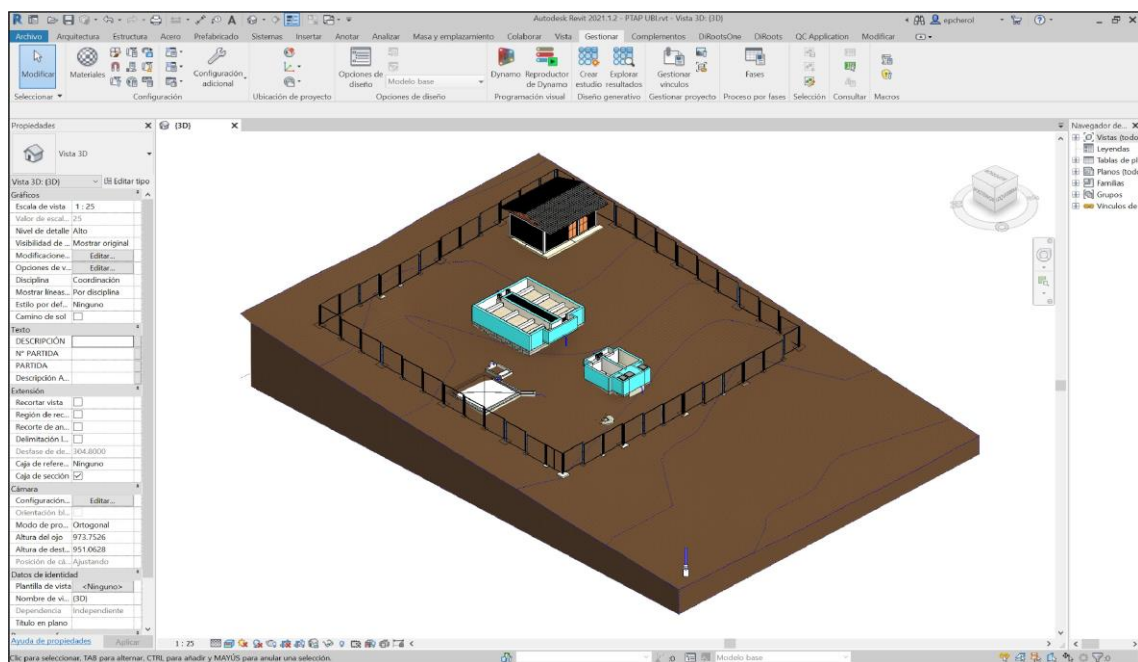 Autodesk Revit 2021.1.2 - PTAP UBI.rvt - Vista 3D: {3D}
epcherol
Archivo Arquitectura Estructura Acero Prefabricado Sistemas Insertar Anotar Analizar Masa y emplazamiento Colaborar Vista Gestionar Complementos DiRootsOne DiRoots QC Application Modificar
Modificar
Materiales
Configuración
adicional
Opciones de
diseño
Modelo base
Dynamo
Reproductor
de Dynamo
Crear
estudio
Explorar
resultados
Gestionar
vínculos
Fases
Seleccionar
Configuración
Ubicación de proyecto
Opciones de diseño
Programación visual
Diseño generativo
Gestionar proyecto
Proceso por fases
Selección
Consultar
Macros
Propiedades
{3D}
Vista 3D
Vista 3D: {3D}
Editar tipo
Gráficos
Escala de vista 1 : 25
Valor de escal... 25
Nivel de detalle Alto
Visibilidad de ... Mostrar original
Modificacione... Editar...
Opciones de v... Editar...
Disciplina Coordinación
Mostrar líneas... Por disciplina
Estilo por def... Ninguno
Camino de sol
Texto
DESCRIPCIÓN
N° PARTIDA
PARTIDA
Descripción A...
Extensión
Recortar vista
Región de rec...
Recorte de an...
Delimitación l...
Desfase de de... 304.8000
Caja de refere... Ninguno
Caja de sección
Cámara
Configuración... Editar...
Orientación bl...
Modo de pro... Ortogonal
Altura del ojo 973.7526
Altura de dest... 951.0628
Posición de cá... Ajustando
Datos de identidad
Plantilla de vista <Ninguno>
Nombre de vi... {3D}
Dependencia Independiente
Título en plano
Ayuda de propiedades
Aplicar
Navegador de...
Vistas (todo
Leyendas
Tablas de pl
Planos (todo
Familias
Grupos
Vínculos de
1 : 25
Clic para seleccionar, TAB para alternar, CTRL para añadir y MAYÚS para anular una selección.
:0
Modelo base
:0